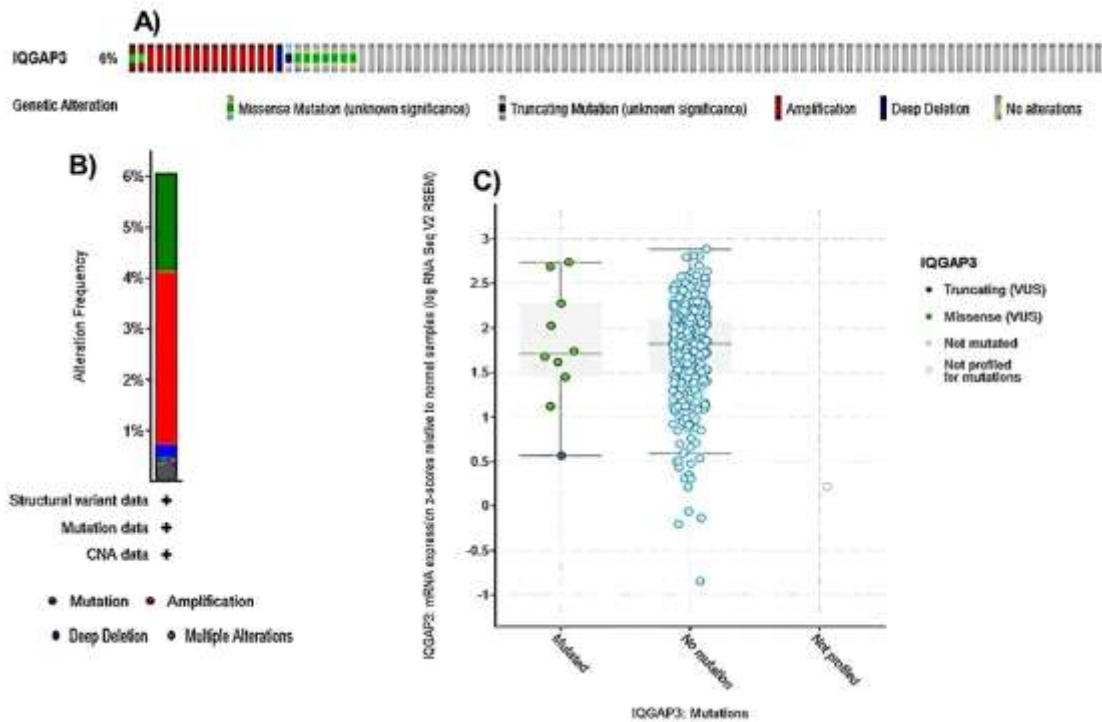 A)
IQGAP3 6%
Genetic Alteration Missense Mutation (unknown significance) Truncating Mutation (unknown significance) Amplification Deep Deletion No alterations
B)
6%
5%
4%
3%
2%
1%
Alteration Frequency
Structural variant data +
Mutation data +
CNA data +
Mutation Amplification
Deep Deletion Multiple Alterations
C)
IQGAP3: mRNA expression z-scores relative to normal samples (log RNA Seq V2 RSEM)
3
2.5
2
1.5
1
0.5
0
-0.5
-1
Mutated
No mutation
Not profiled
IQGAP3: Mutations
IQGAP3
Truncating (VUS)
Missense (VUS)
Not mutated
Not profiled
for mutations